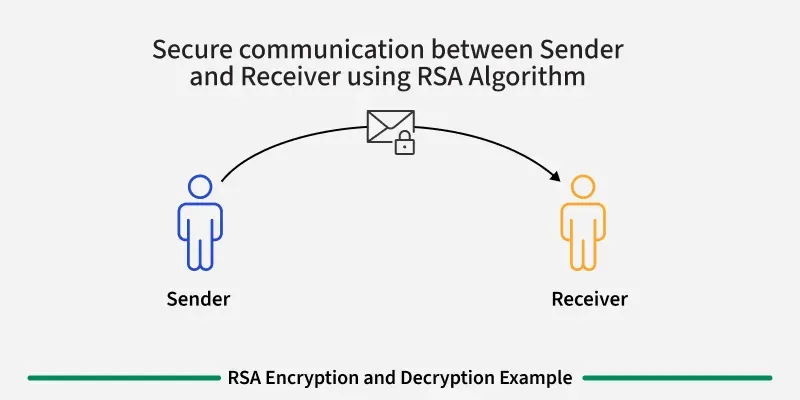 Secure communication between Sender
and Receiver using RSA Algorithm
Sender
Receiver
RSA Encryption and Decryption Example